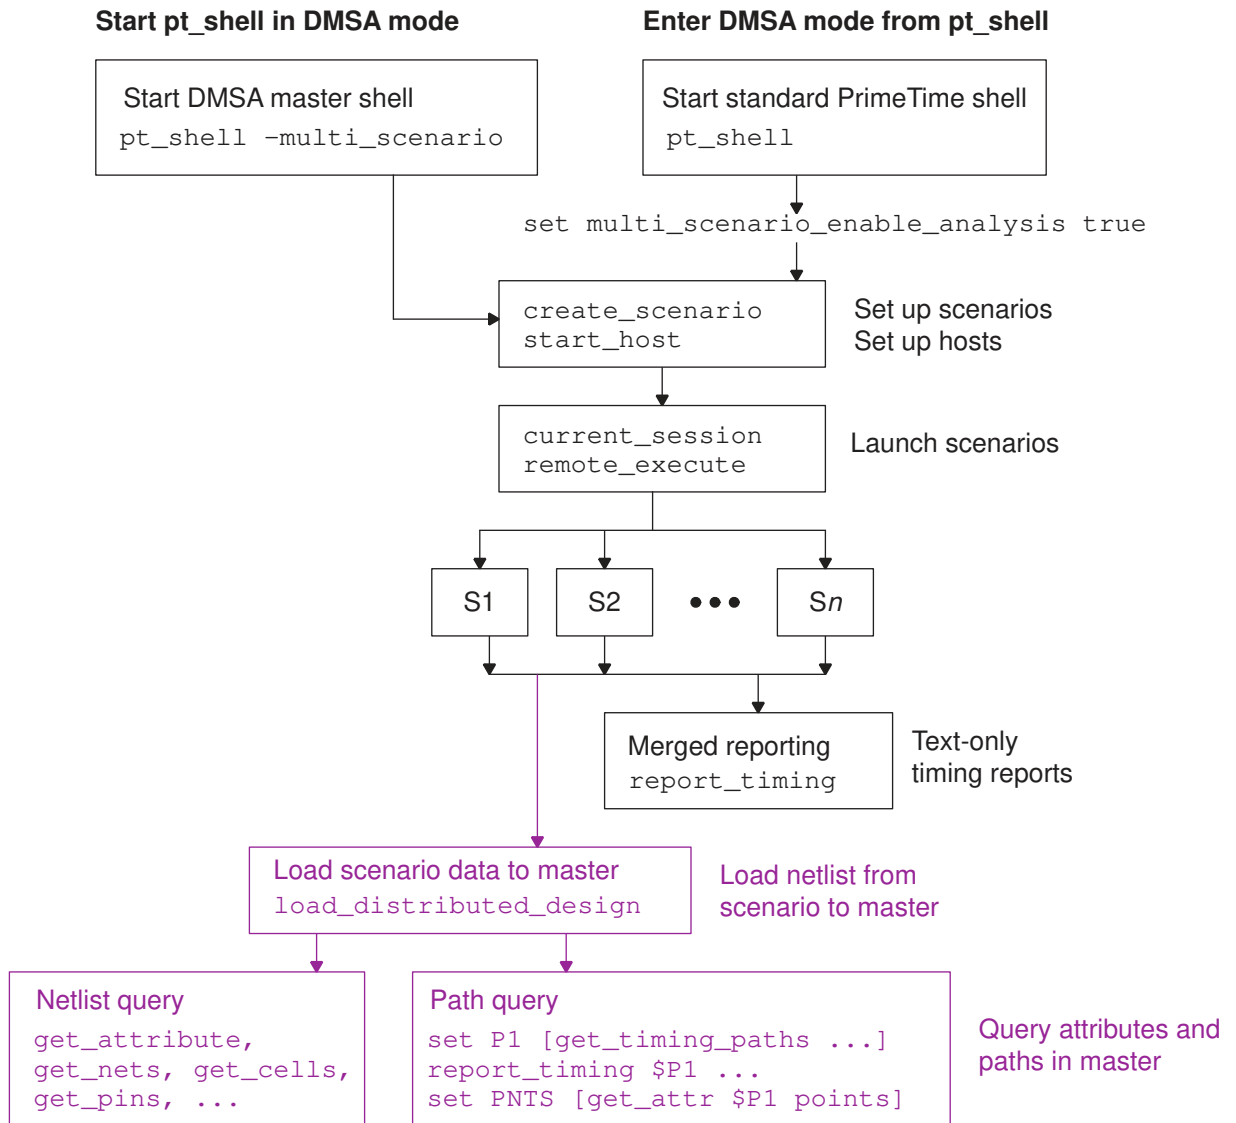 Start pt_shell in DMSA mode
Enter DMSA mode from pt_shell
Start DMSA master shell
pt_shell -multi_scenario
Start standard PrimeTime shell
pt_shell
set multi_scenario_enable_analysis true
create_scenario
start_host
Set up scenarios
Set up hosts
current_session
remote_execute
Launch scenarios
S1
S2
•••
Sn
Merged reporting
report_timing
Text-only
timing reports
Load scenario data to master
load_distributed_design
Load netlist from
scenario to master
Netlist query
get_attribute,
get_nets, get_cells,
get_pins, ...
Path query
set P1 [get_timing_paths ...]
report_timing $P1 ...
set PNTS [get_attr $P1 points]
Query attributes and
paths in master